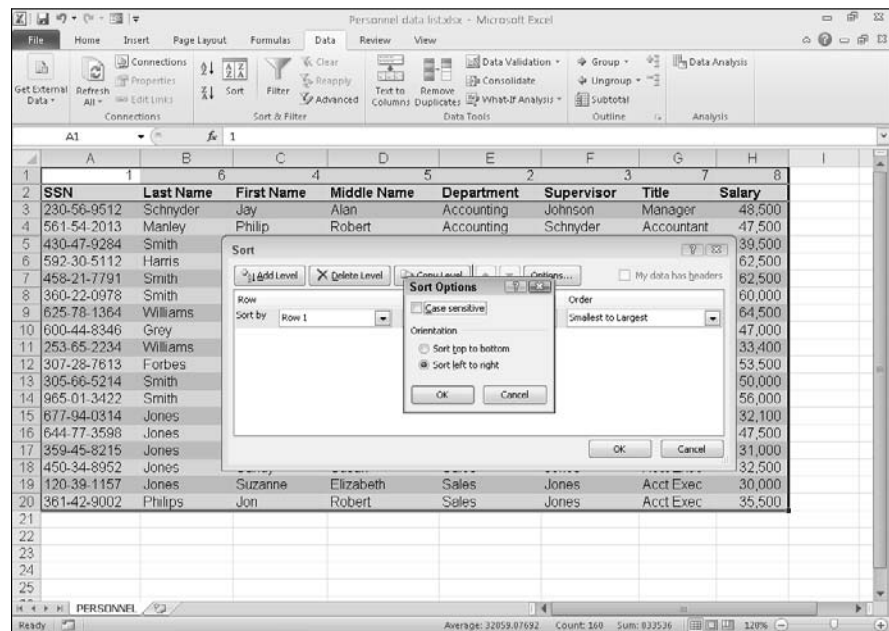 Personnel data list.xlsx - Microsoft Excel
File Home Insert Page Layout Formulas Data Review View
Get External Data
Refresh All
Connections
Properties
Edit Links
Connections
Sort
Filter
Clear
Reapply
Advanced
Sort & Filter
Text to Columns
Remove Duplicates
Data Validation
Consolidate
What-If Analysis
Data Tools
Group
Ungroup
Subtotal
Outline
Data Analysis
Analysis
A1 fx 1
A B C D E F G H I
1 1 6 4 5 2 3 7 8
2 SSN Last Name First Name Middle Name Department Supervisor Title Salary
3 230-56-9512 Schnyder Jay Alan Accounting Johnson Manager 48,500
4 561-54-2013 Manley Philip Robert Accounting Schnyder Accountant 47,500
5 430-47-9284 Smith 39,500
6 592-30-5112 Harris 62,500
7 458-21-7791 Smith 62,500
8 360-22-0978 Smith 60,000
9 625-78-1364 Williams 64,500
10 600-44-8346 Grey 47,000
11 253-65-2234 Williams 33,400
12 307-28-7613 Forbes 53,500
13 305-66-5214 Smith 50,000
14 965-01-3422 Smith 56,000
15 677-94-0314 Jones 32,100
16 644-77-3598 Jones 47,500
17 359-45-8215 Jones 31,000
18 450-34-8952 Jones 32,500
19 120-39-1157 Jones Suzanne Elizabeth Sales Jones Acct Exec 30,000
20 361-42-9002 Philips Jon Robert Sales Jones Acct Exec 35,500
21
22
23
24
25
Sort
Add Level Delete Level Copy Level Options... My data has headers
Row Order
Sort by Row 1 Smallest to Largest
OK Cancel
Sort Options
Case sensitive
Orientation
Sort top to bottom
Sort left to right
OK Cancel
PERSONNEL
Ready Average: 32059.07692 Count: 160 Sum: 833536 120%